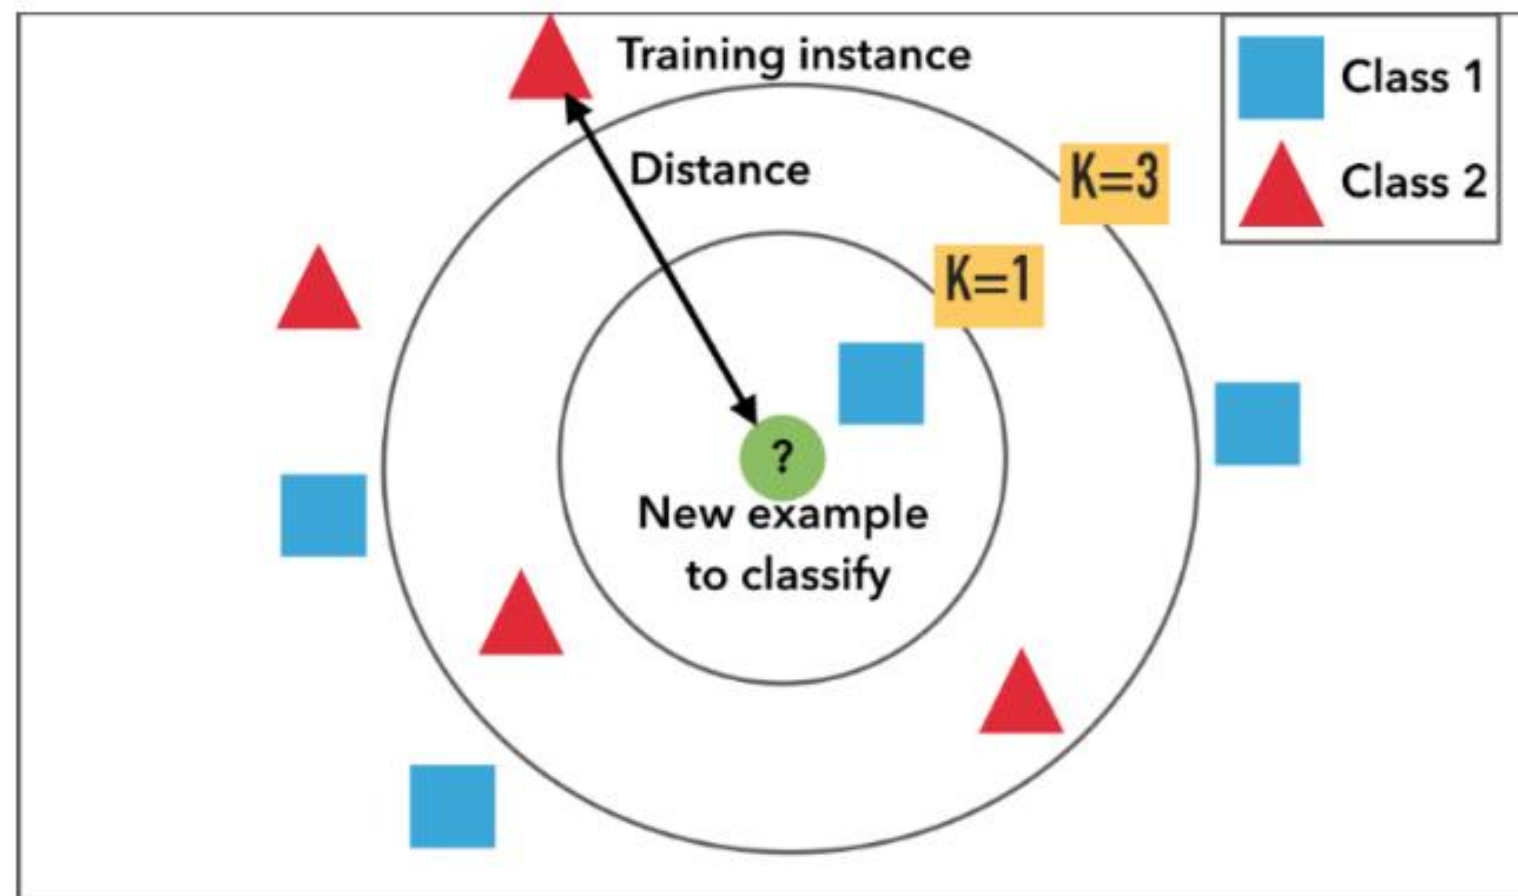 Training instance
Class 1
Distance
K=3
Class 2
K=1
?
New example
to classify